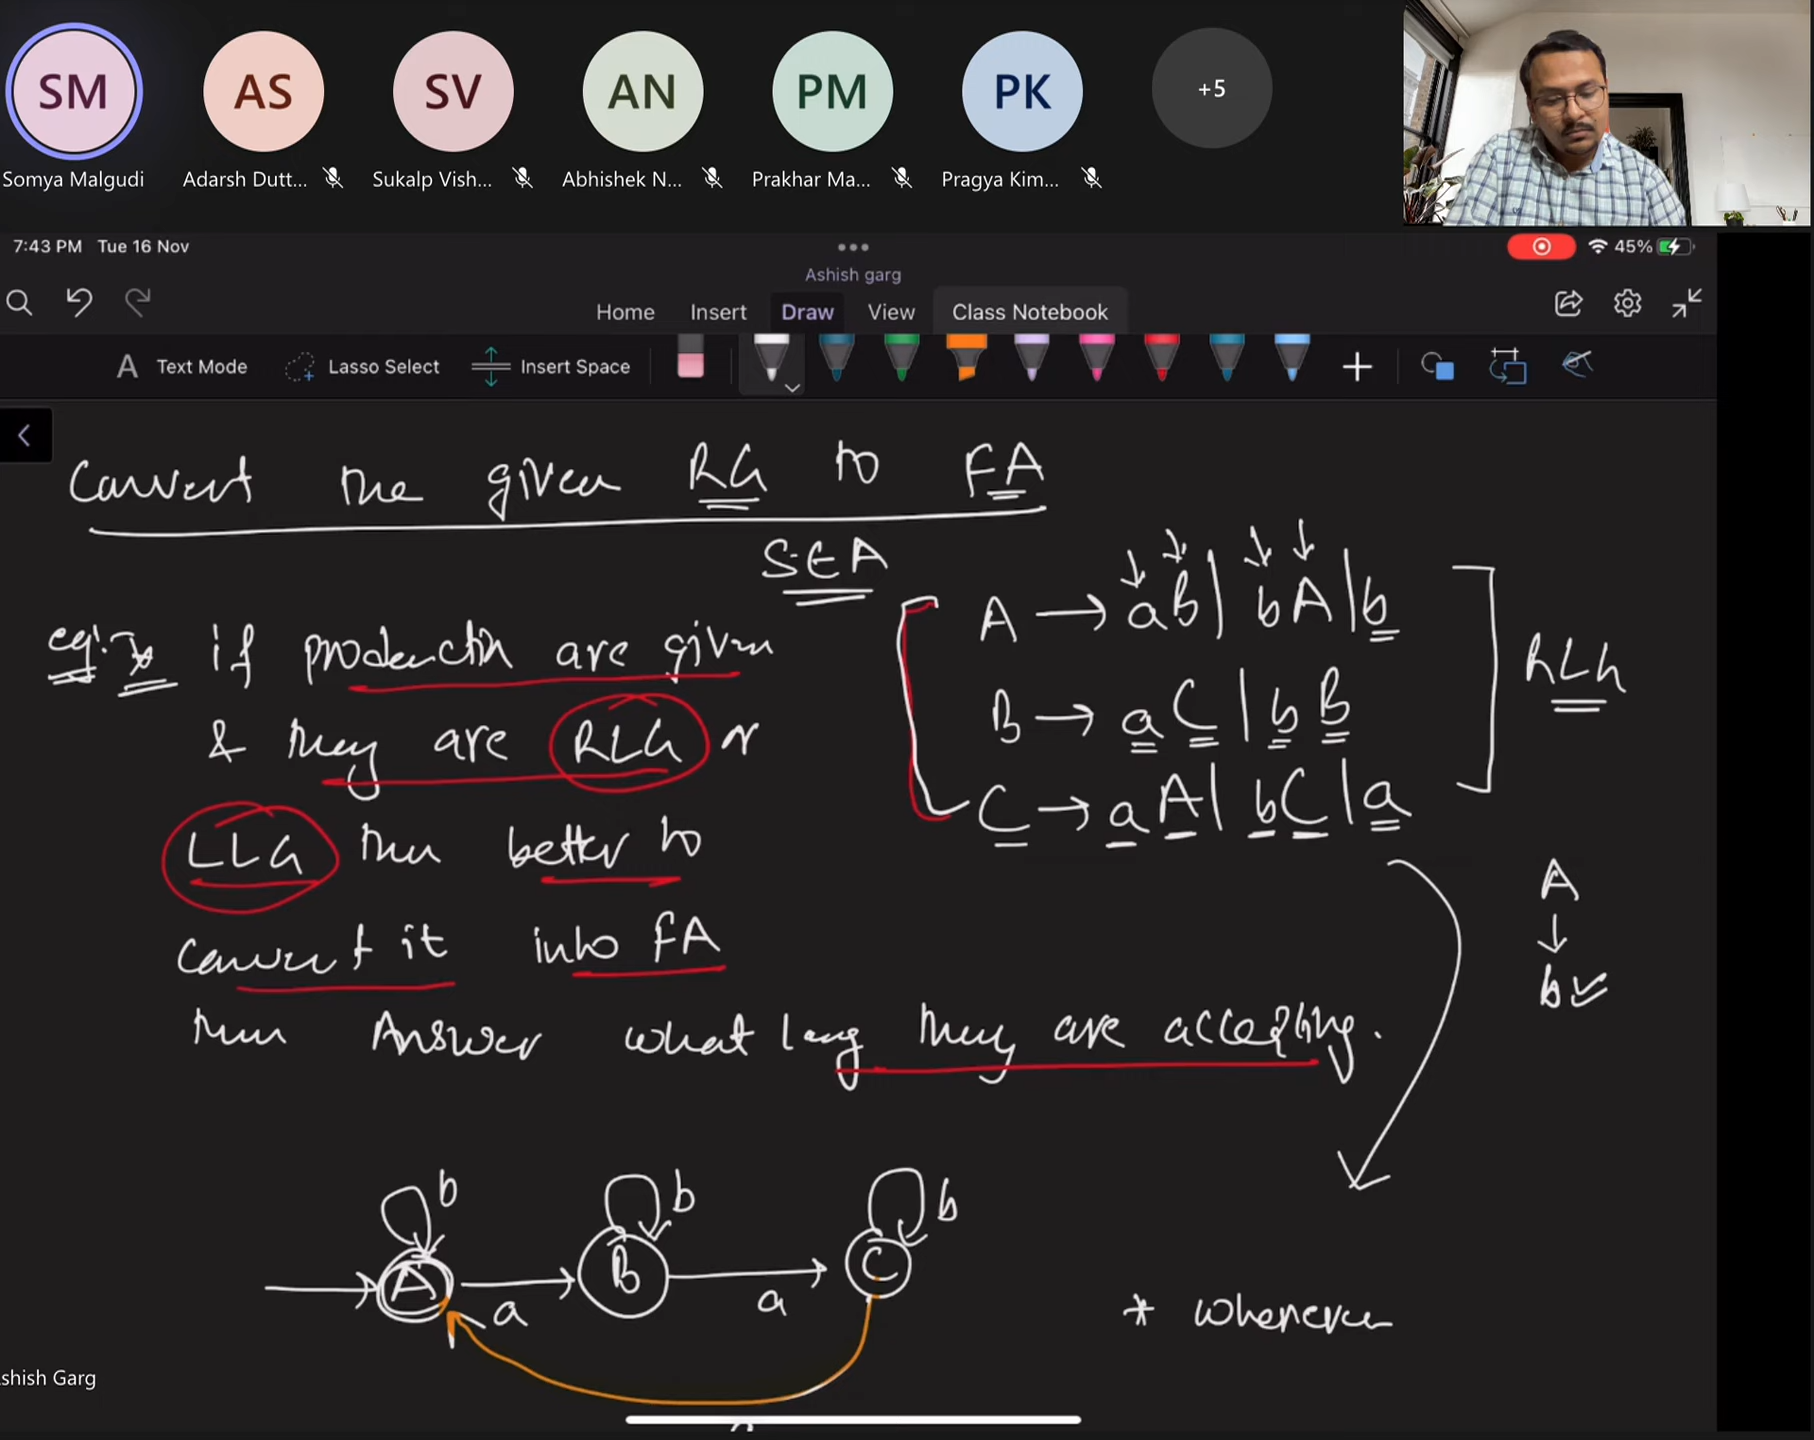 SM AS SV AN PM PK +5
Somya Malgudi Adarsh Dutt... Sukalp Vish... Abhishek N... Prakhar Ma... Pragya Kim...
7:43 PM Tue 16 Nov
45%
Ashish garg
Home Insert Draw View Class Notebook
A Text Mode Lasso Select Insert Space
Convert the given RG to FA
eg:- if production are given
& they are RLG or
LLG then better to
convert it into FA
then Answer what lang they are accepting.
A → aB | bA | b
B → aC | bB
C → aA | bC | a
RLG
A
↓
b
b b b
A a B a C
* whenever
shish Garg